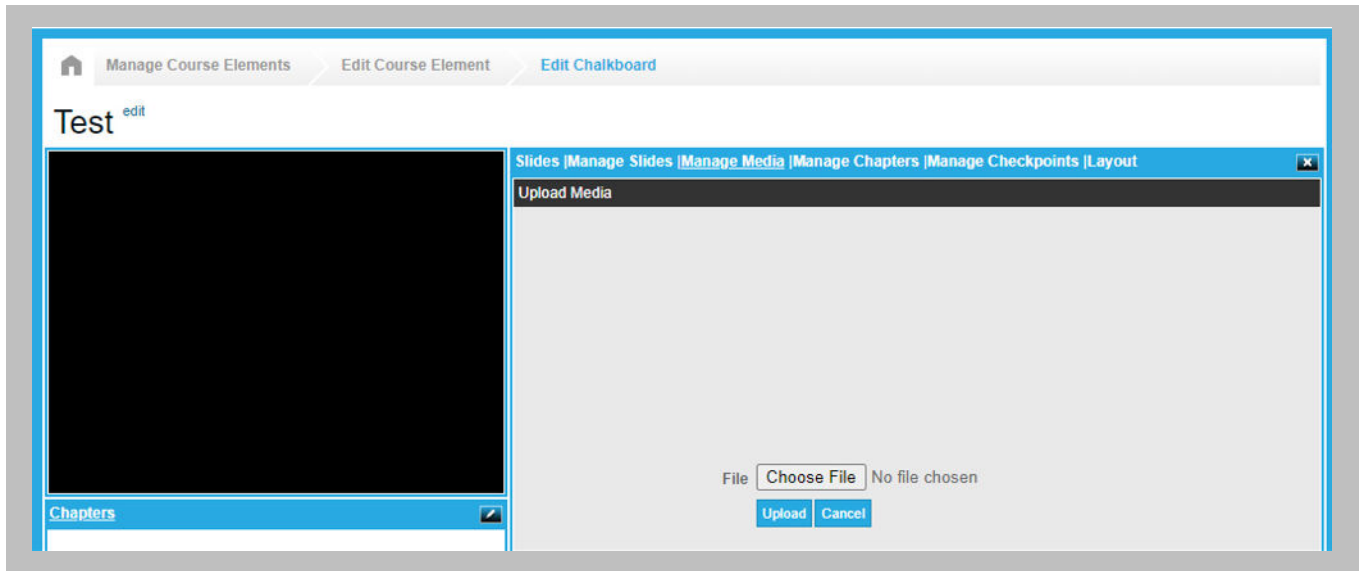 Manage Course Elements Edit Course Element Edit Chalkboard
Test edit
Slides |Manage Slides |Manage Media |Manage Chapters |Manage Checkpoints |Layout
Upload Media
File Choose File No file chosen
Upload Cancel
Chapters